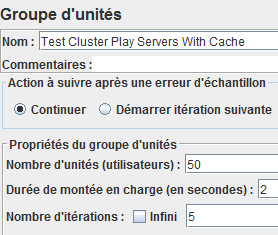 Groupe d'unités
Nom : Test Cluster Play Servers With Cache
Commentaires :
Action à suivre après une erreur d'échantillon
Continuer Démarrer itération suivante
Propriétés du groupe d'unités
Nombre d'unités (utilisateurs) : 50
Durée de montée en charge (en secondes) : 2
Nombre d'itérations : Infini 5